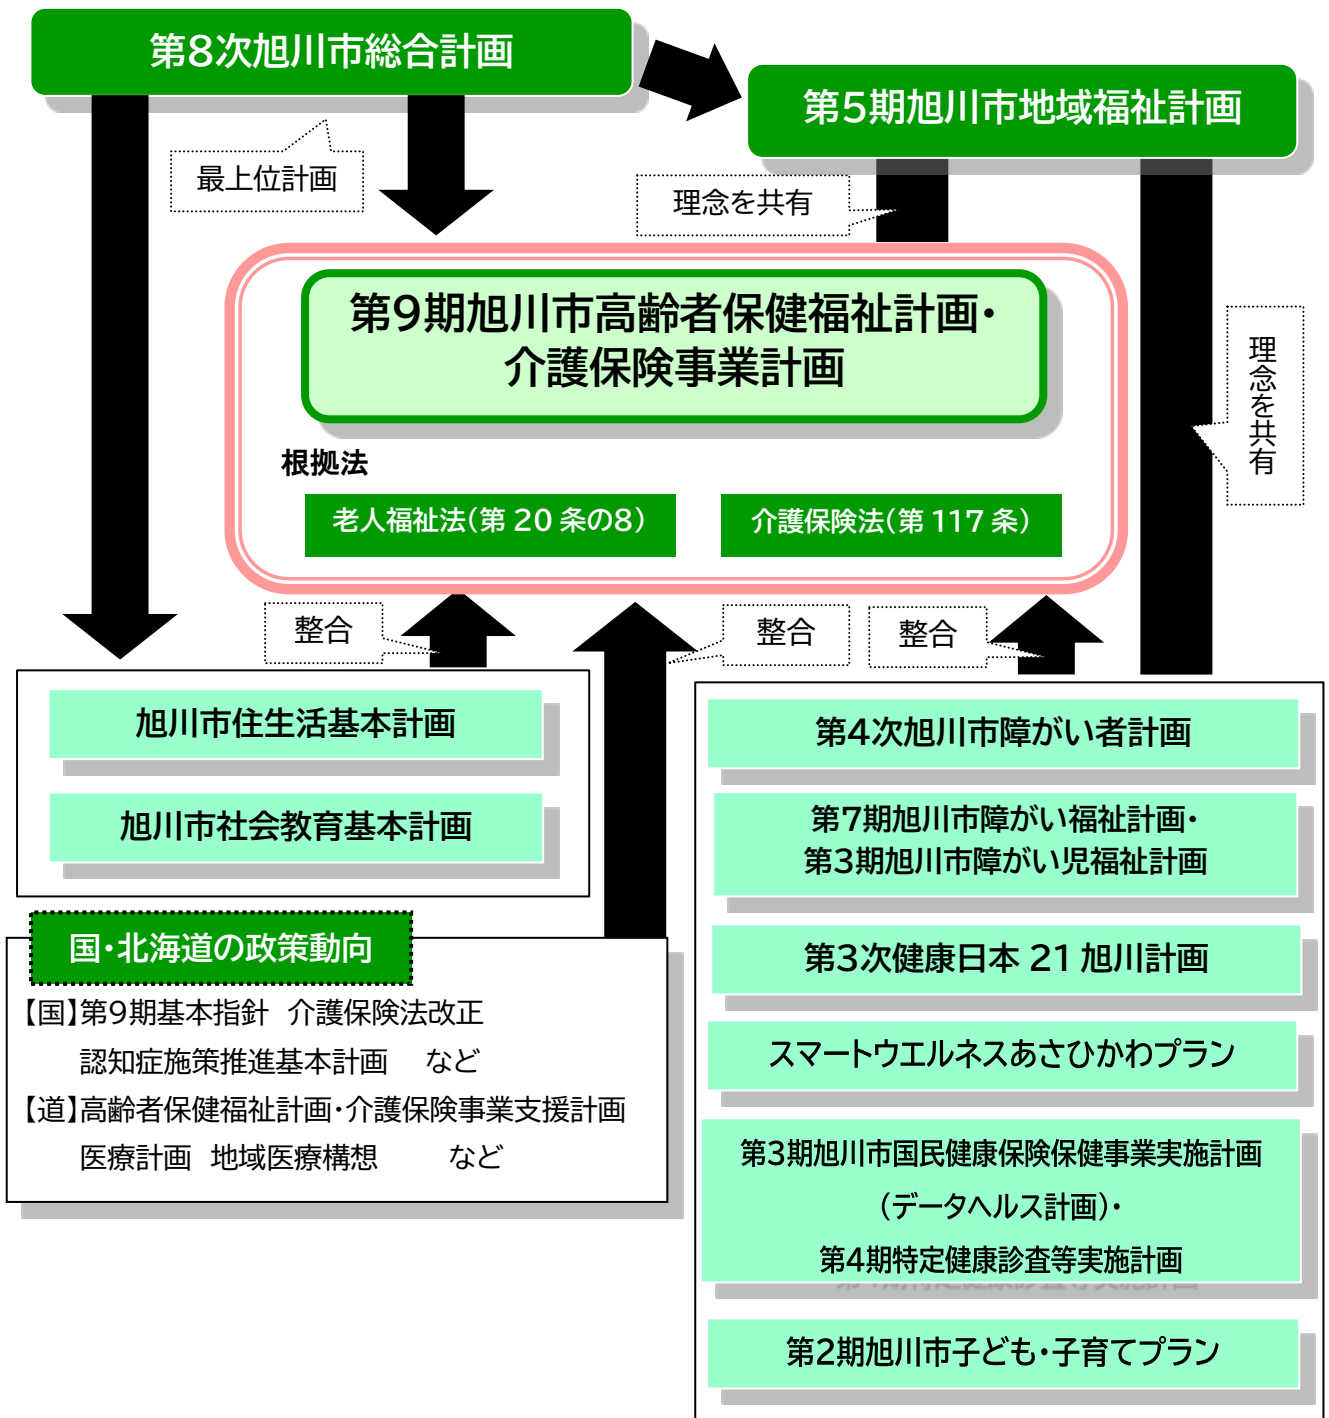 第8次旭川市総合計画
第5期旭川市地域福祉計画
最上位計画
理念を共有
第9期旭川市高齢者保健福祉計画・
介護保険事業計画
理念を共有
根拠法
老人福祉法（第 20 条の8）
介護保険法（第 117 条）
整合
整合
整合
旭川市住生活基本計画
旭川市社会教育基本計画
国・北海道の政策動向
【国】第9期基本指針 介護保険法改正
認知症施策推進基本計画 など
【道】高齢者保健福祉計画・介護保険事業支援計画
医療計画 地域医療構想 など
第4次旭川市障がい者計画
第7期旭川市障がい福祉計画・
第3期旭川市障がい児福祉計画
第3次健康日本 21 旭川計画
スマートウエルネスあさひかわプラン
第3期旭川市国民健康保険保健事業実施計画
（データヘルス計画）・
第4期特定健康診査等実施計画
第2期旭川市子ども・子育てプラン